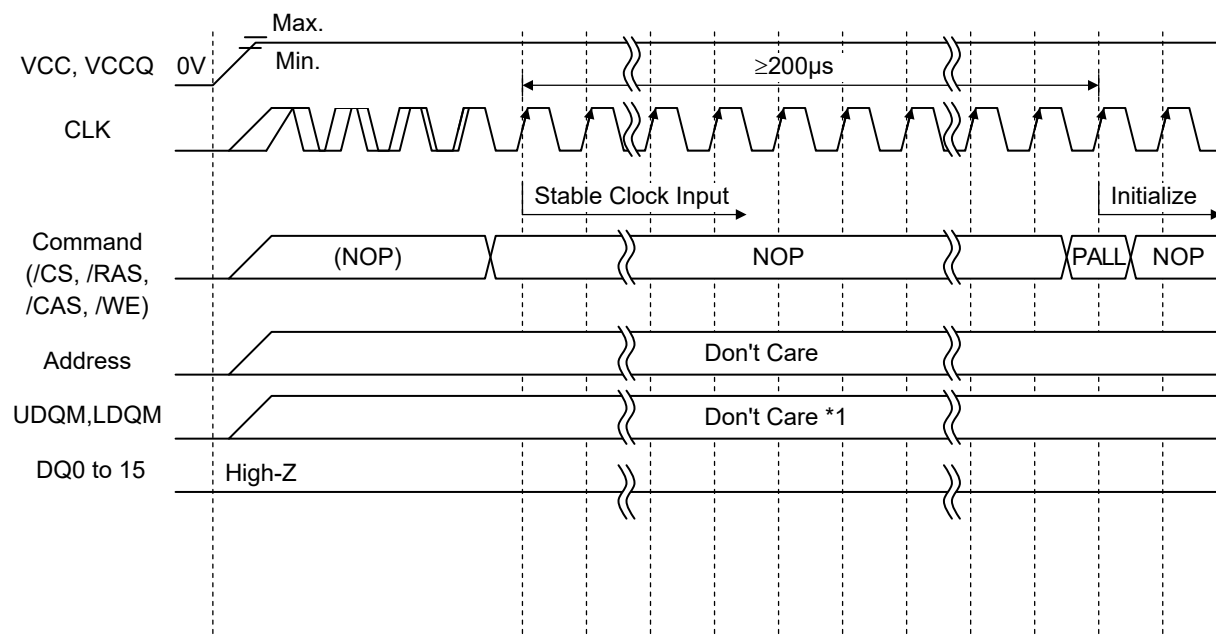 Max.
VCC, VCCQ 0V Min. ≥200µs
CLK
Stable Clock Input Initialize
Command
(/CS, /RAS,
/CAS, /WE)
(NOP) NOP PALL NOP
Address Don't Care
UDQM,LDQM Don't Care *1
DQ0 to 15 High-Z